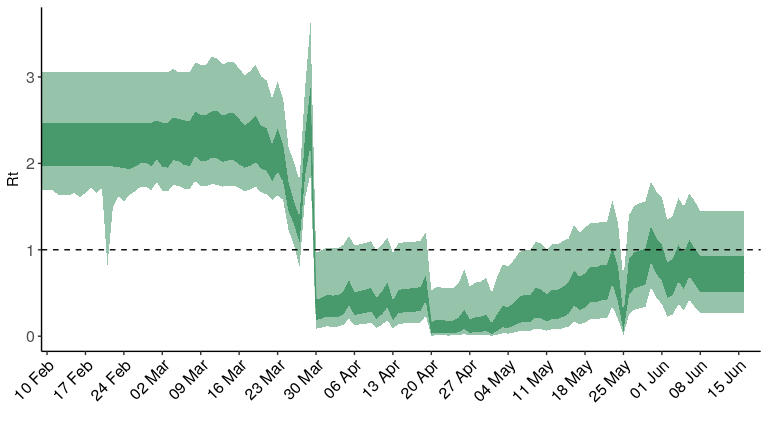 3
2
1
0
Rt
10 Feb
17 Feb
24 Feb
02 Mar
09 Mar
16 Mar
23 Mar
30 Mar
06 Apr
13 Apr
20 Apr
27 Apr
04 May
11 May
18 May
25 May
01 Jun
08 Jun
15 Jun